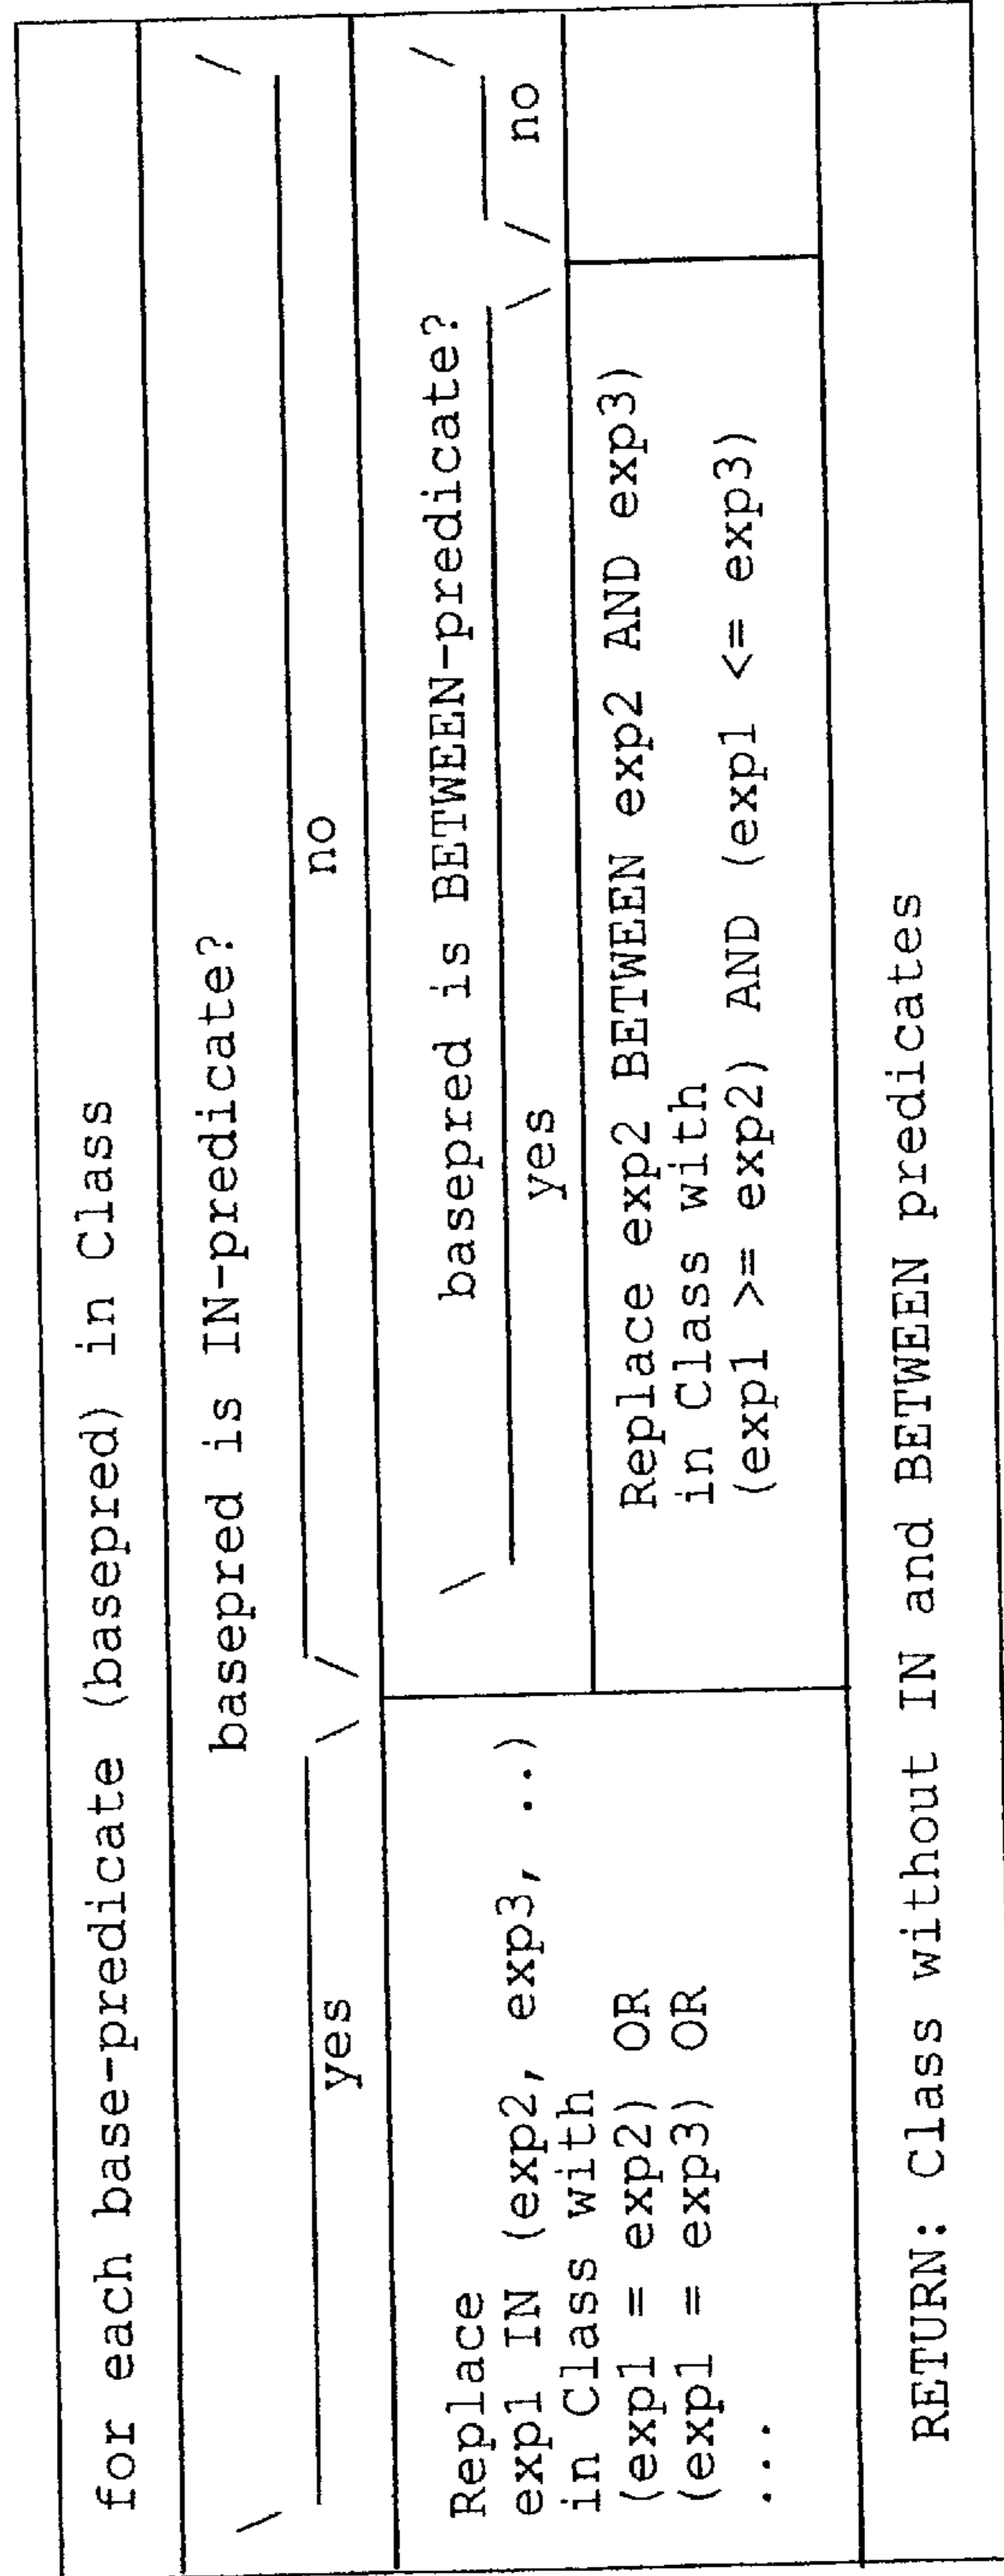 for each base-predicate (basepred) in Class
basepred is IN-predicate?
yes
no
Replace
exp1 IN (exp2, exp3, ..)
in Class with
(exp1 = exp2) OR
(exp1 = exp3) OR
...
basepred is BETWEEN-predicate?
yes
no
Replace exp2 BETWEEN exp2 AND exp3)
in Class with
(exp1 >= exp2) AND (exp1 <= exp3)
RETURN: Class without IN and BETWEEN predicates